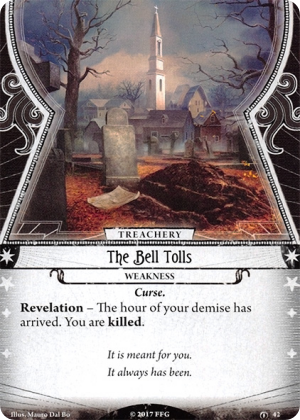 TREACHERY
The Bell Tolls
WEAKNESS
Curse.
Revelation – The hour of your demise has
arrived. You are killed.
It is meant for you.
It always has been.
Illus. Mauro Dal Bo
© 2017 FFG
42